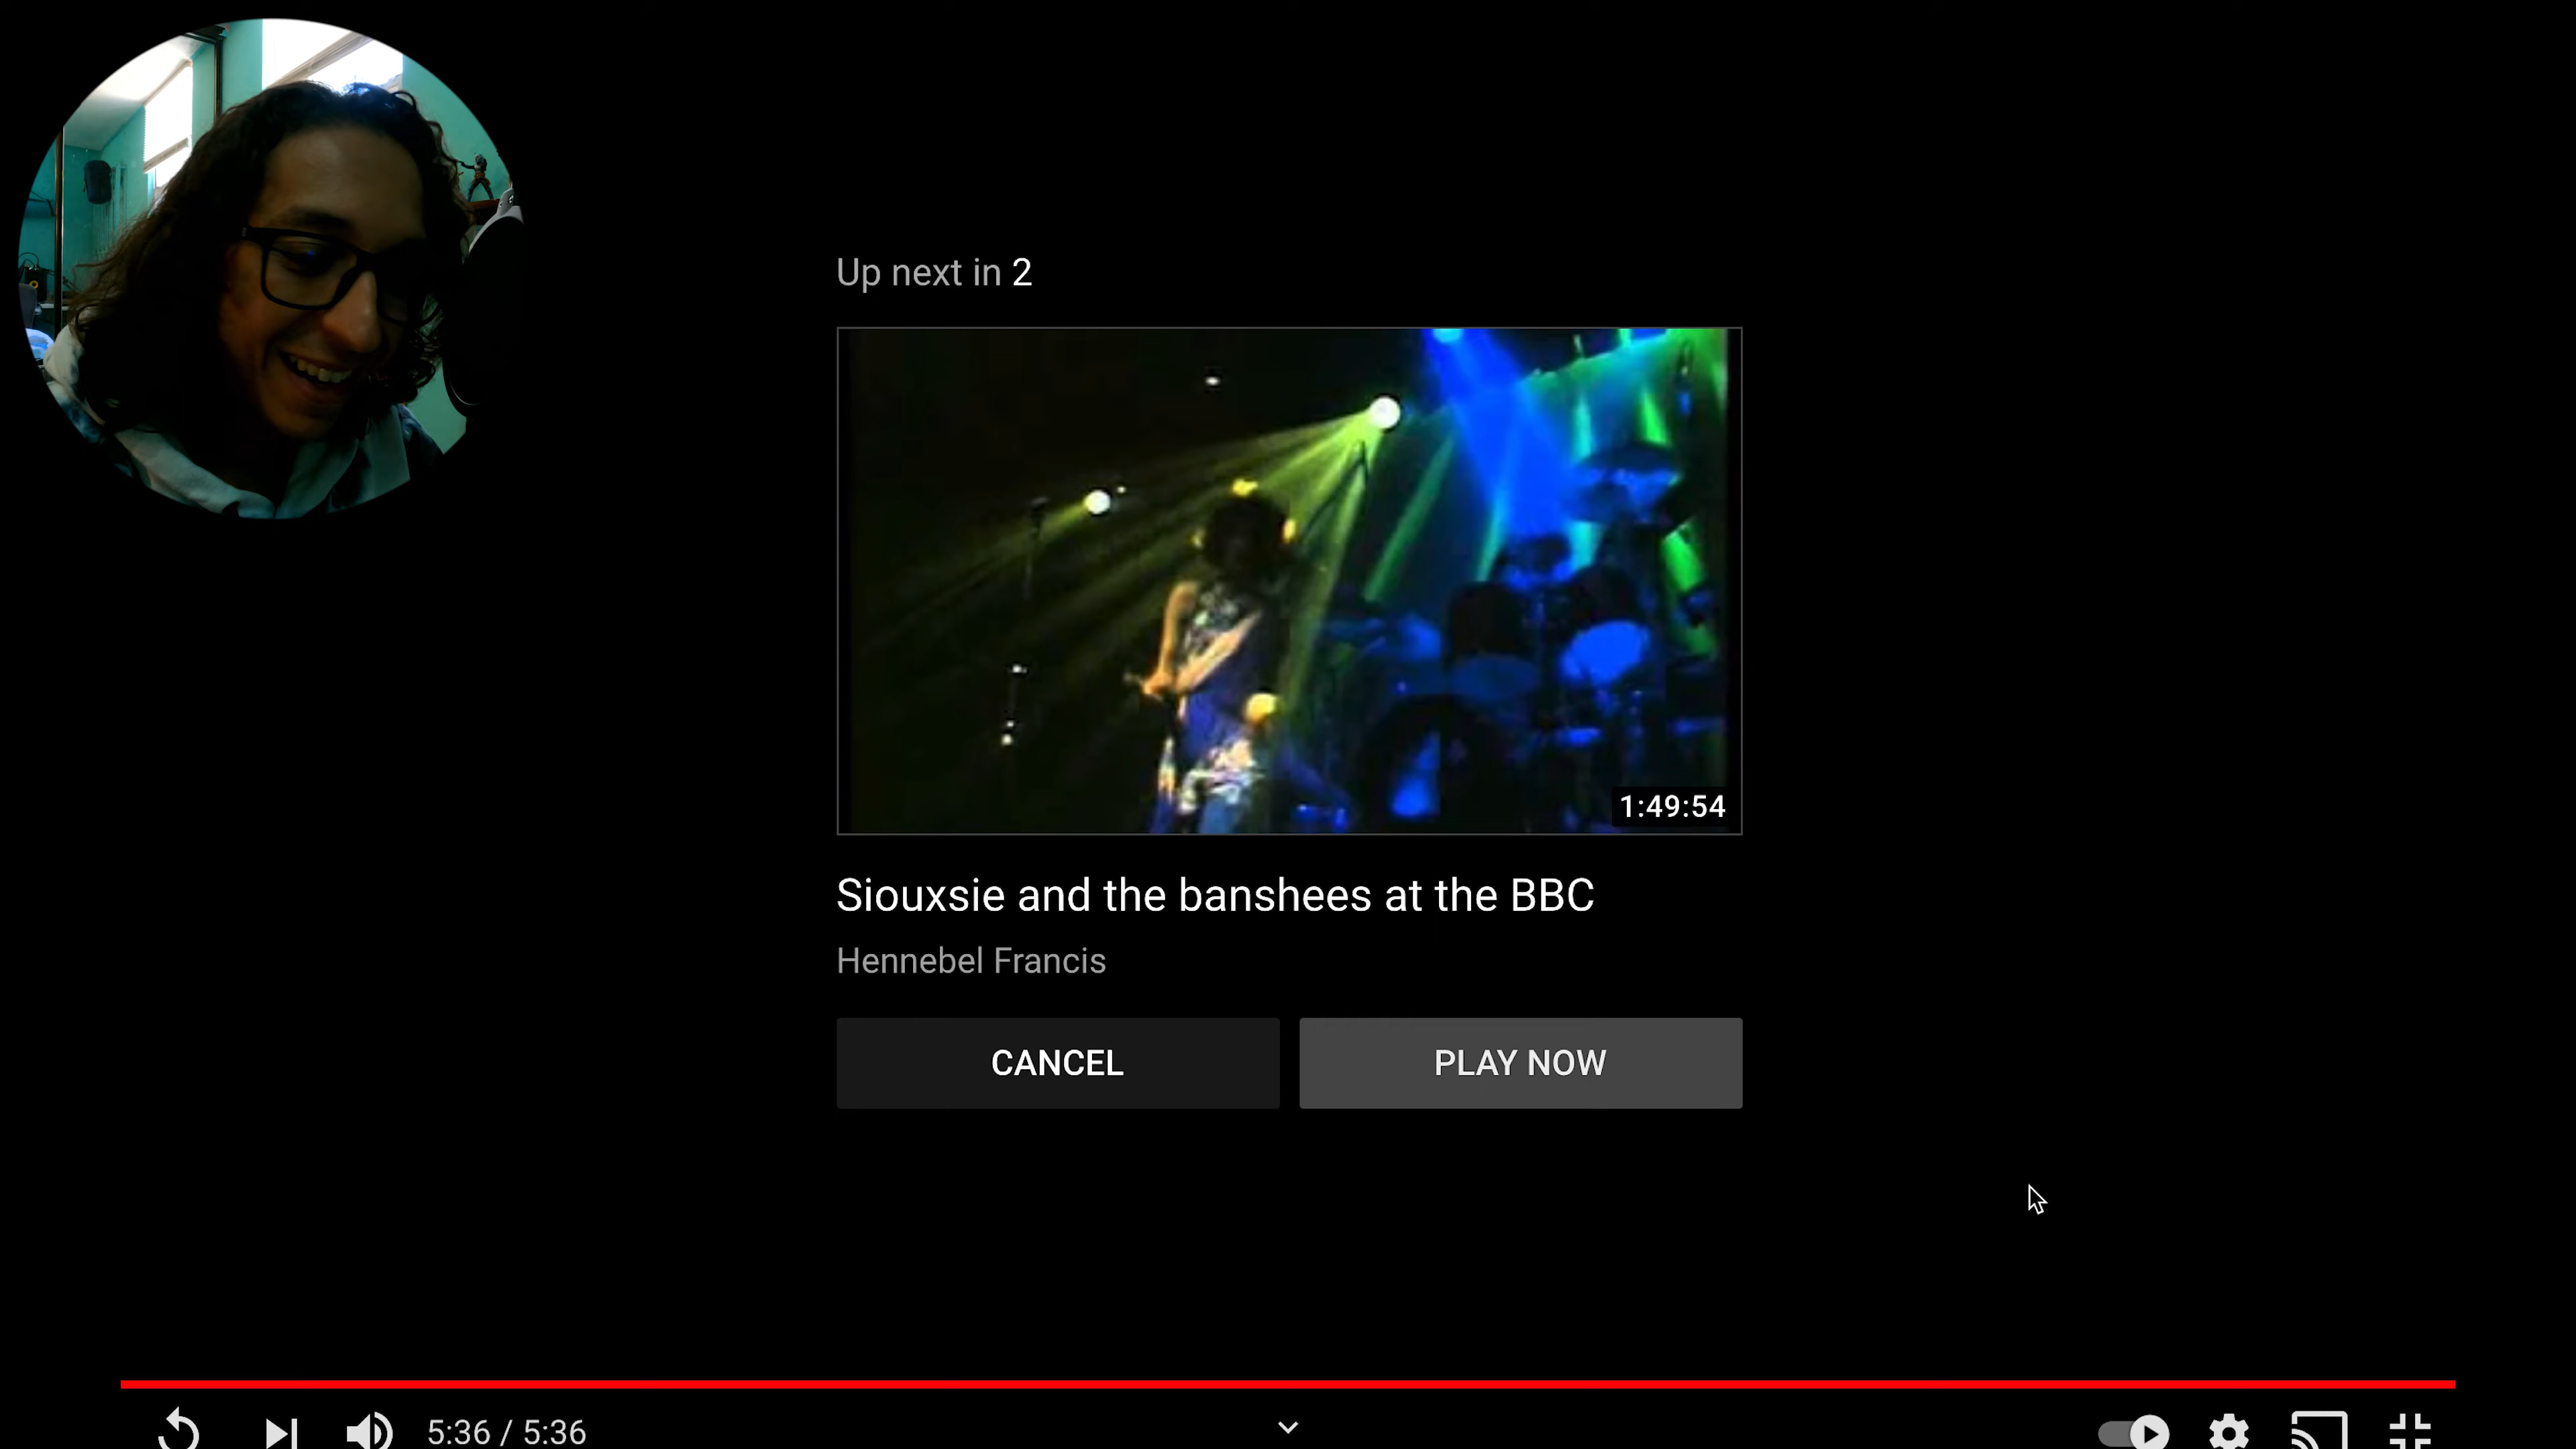 Up next in 2
1:49:54
Siouxsie and the banshees at the BBC
Hennebel Francis
CANCEL
PLAY NOW
5:36 / 5:36